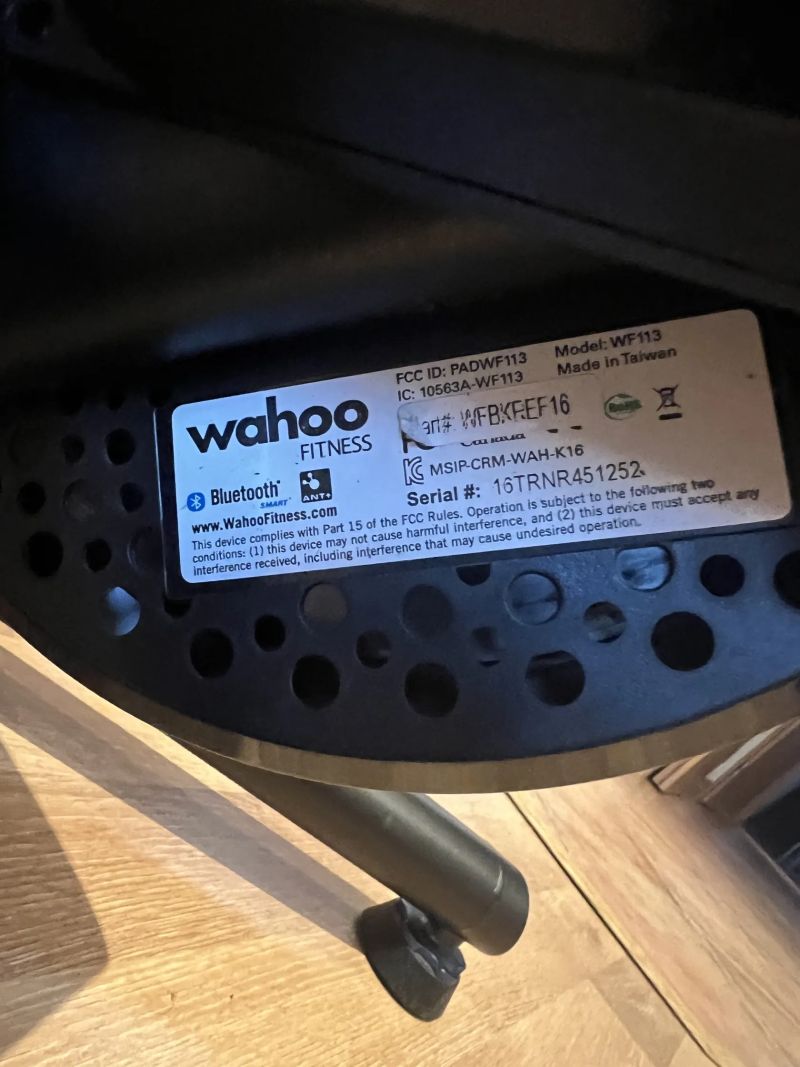 wahoo
FITNESS
Bluetooth
SMART
ANT+
www.WahooFitness.com
FCC ID: PADWF113
IC: 10563A-WF113
Model: WF113
Made in Taiwan
Canada
MSIP-CRM-WAH-K16
Serial #: 16TRNR451252
This device complies with Part 15 of the FCC Rules. Operation is subject to the following two
conditions: (1) this device may not cause harmful interference, and (2) this device must accept any
interference received, including interference that may cause undesired operation.